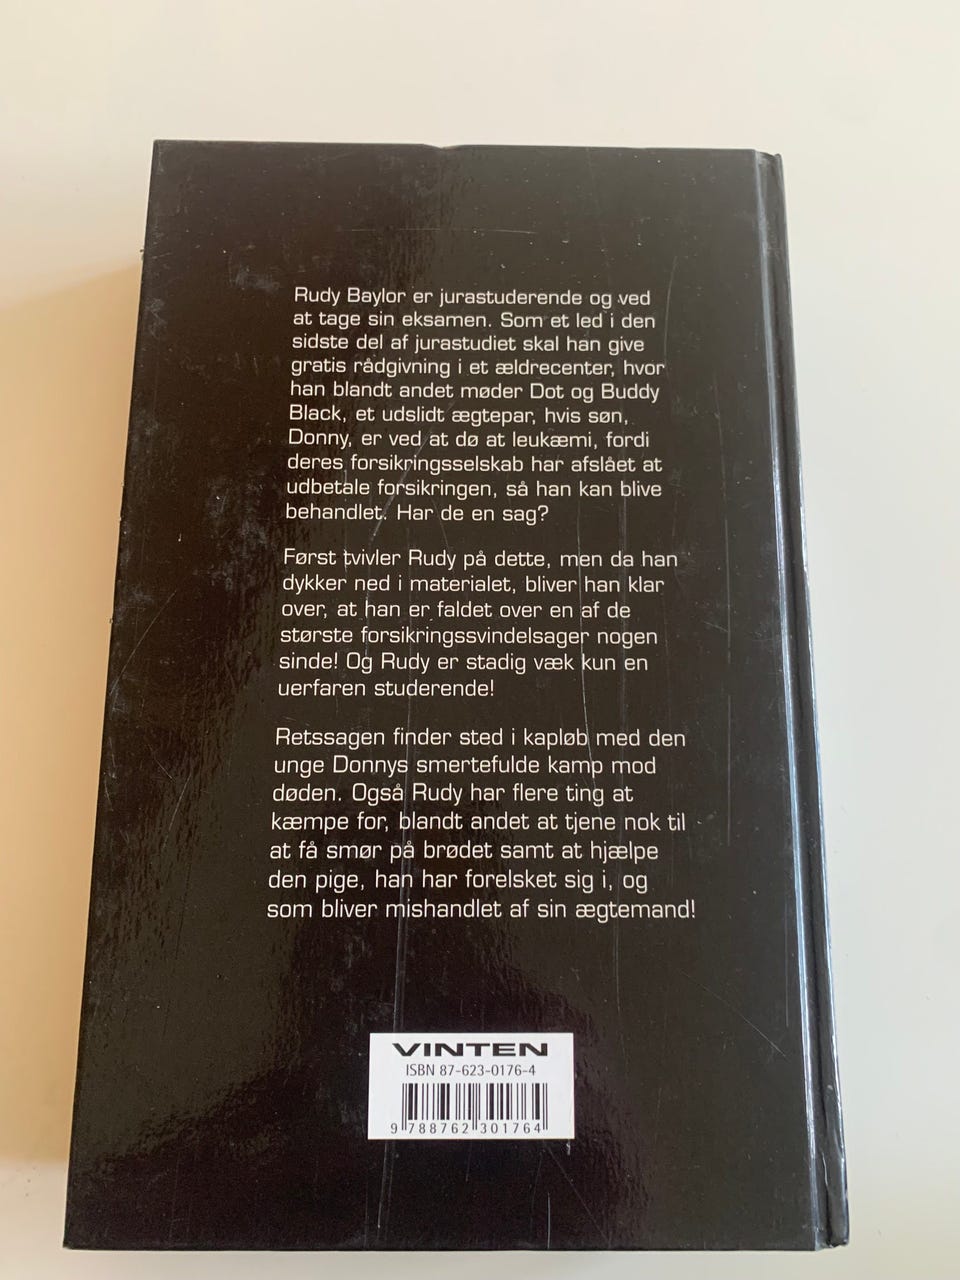 Rudy Baylor er jurastuderende og ved
at tage sin eksamen. Som et led i den
sidste del af jurastudiet skal han give
gratis rådgivning i et ældrecenter, hvor
han blandt andet møder Dot og Buddy
Black, et udslidt ægtepar, hvis søn,
Donny, er ved at dø at leukæmi, fordi
deres forsikringsselskab har afslået at
udbetale forsikringen, så han kan blive
behandlet. Har de en sag?
Først tvivler Rudy på dette, men da han
dykker ned i materialet, bliver han klar
over, at han er faldet over en af de
største forsikringssvindelsager nogen
sinde! Og Rudy er stadig væk kun en
uerfaren studerende!
Retssagen finder sted i kapløb med den
unge Donnys smertefulde kamp mod
døden. Også Rudy har flere ting at
kæmpe for, blandt andet at tjene nok til
at få smør på brødet samt at hjælpe
den pige, han har forelsket sig i, og
som bliver mishandlet af sin ægtemand!
VINTEN
ISBN 87-623-0176-4
9 788762 301764